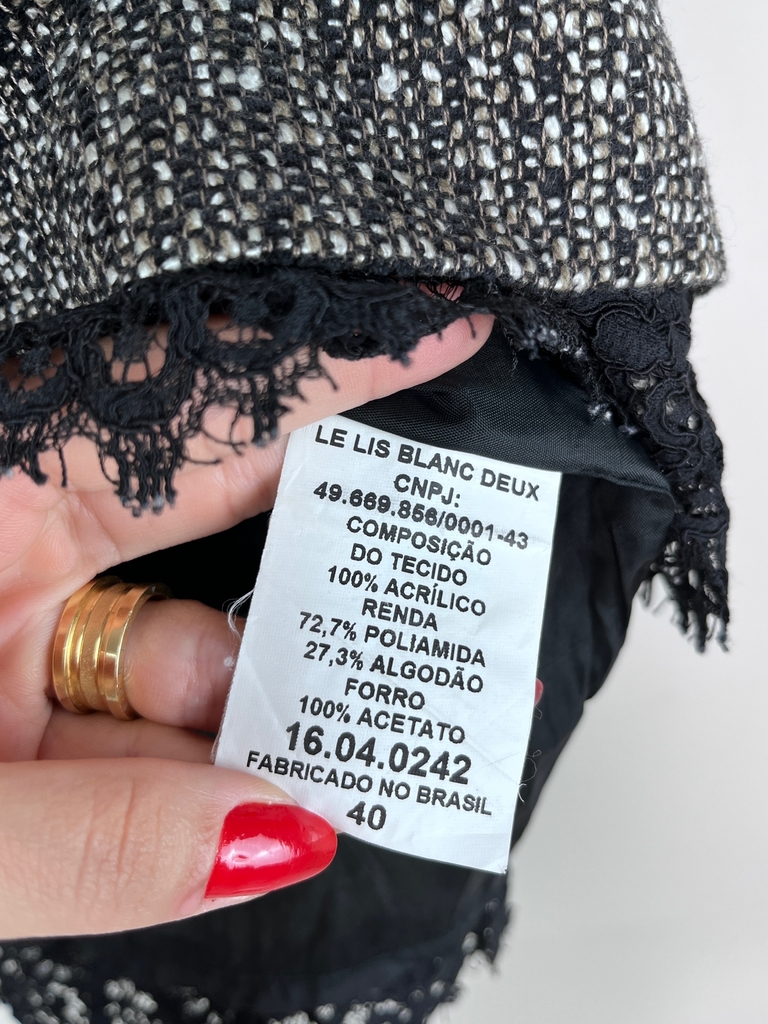 LE LIS BLANC DEUX
CNPJ:
49.669.856/0001-43
COMPOSIÇÃO
DO TECIDO
100% ACRÍLICO
RENDA
72,7% POLIAMIDA
27,3% ALGODÃO
FORRO
100% ACETATO
16.04.0242
FABRICADO NO BRASIL
40